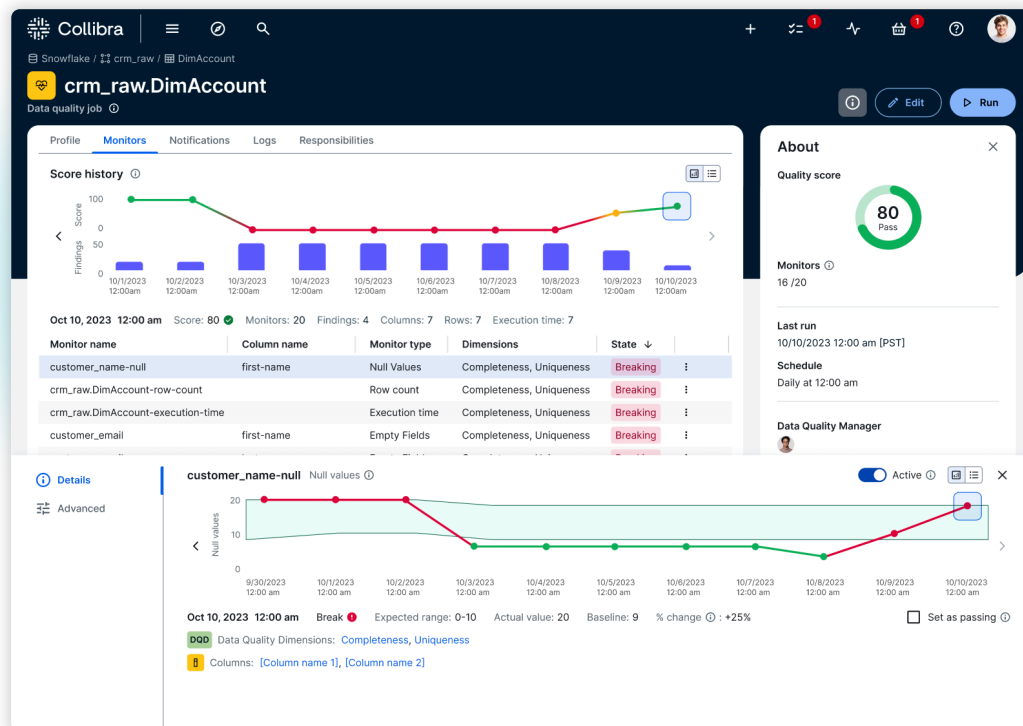 Collibra
1
1
Snowflake / crm_raw / DimAccount
crm_raw.DimAccount
Data quality job
Edit
Run
Profile Monitors Notifications Logs Responsibilities
Score history
Score
100
0
Findings
50
0
10/1/2023 10/2/2023 10/3/2023 10/4/2023 10/5/2023 10/6/2023 10/7/2023 10/8/2023 10/9/2023 10/10/2023
12:00am 12:00am 12:00am 12:00am 12:00am 12:00am 12:00am 12:00am 12:00am 12:00am
Oct 10, 2023 12:00 am Score: 80 Monitors: 20 Findings: 4 Columns: 7 Rows: 7 Execution time: 7
Monitor name Column name Monitor type Dimensions State
customer_name-null first-name Null Values Completeness, Uniqueness Breaking
crm_raw.DimAccount-row-count Row count Completeness, Uniqueness Breaking
crm_raw.DimAccount-execution-time Execution time Completeness, Uniqueness Breaking
customer_email first-name Empty Fields Completeness, Uniqueness Breaking
About
Quality score
80
Pass
Monitors
16 /20
Last run
10/10/2023 12:00 am [PST]
Schedule
Daily at 12:00 am
Data Quality Manager
Details
Advanced
customer_name-null Null values
Active
Null values
20
10
0
9/30/2023 10/1/2023 10/2/2023 10/3/2023 10/4/2023 10/5/2023 10/6/2023 10/7/2023 10/8/2023 10/9/2023 10/10/2023
12:00 am 12:00 am 12:00 am 12:00 am 12:00 am 12:00 am 12:00 am 12:00 am 12:00 am 12:00 am 12:00 am
Oct 10, 2023 12:00 am Break Expected range: 0-10 Actual value: 20 Baseline: 9 % change : +25%
Set as passing
DQD Data Quality Dimensions: Completeness, Uniqueness
Columns: [Column name 1], [Column name 2]